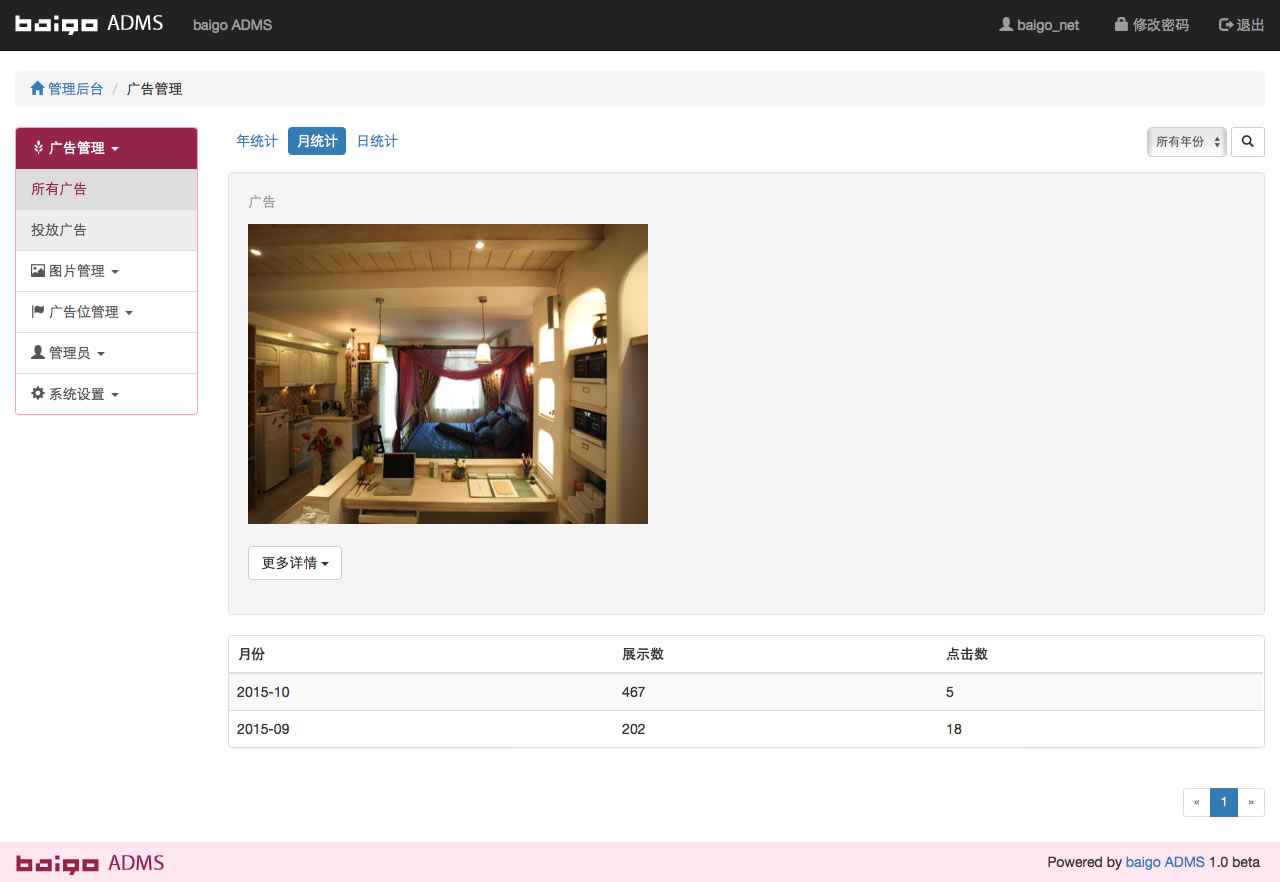 baigo ADMS baigo ADMS baigo_net 修改密码 退出
管理后台 / 广告管理
广告管理
所有广告
投放广告
图片管理
广告位管理
管理员
系统设置
年统计 月统计 日统计 所有年份
广告
更多详情
月份 展示数 点击数
2015-10 467 5
2015-09 202 18
« 1 »
baigo ADMS Powered by baigo ADMS 1.0 beta